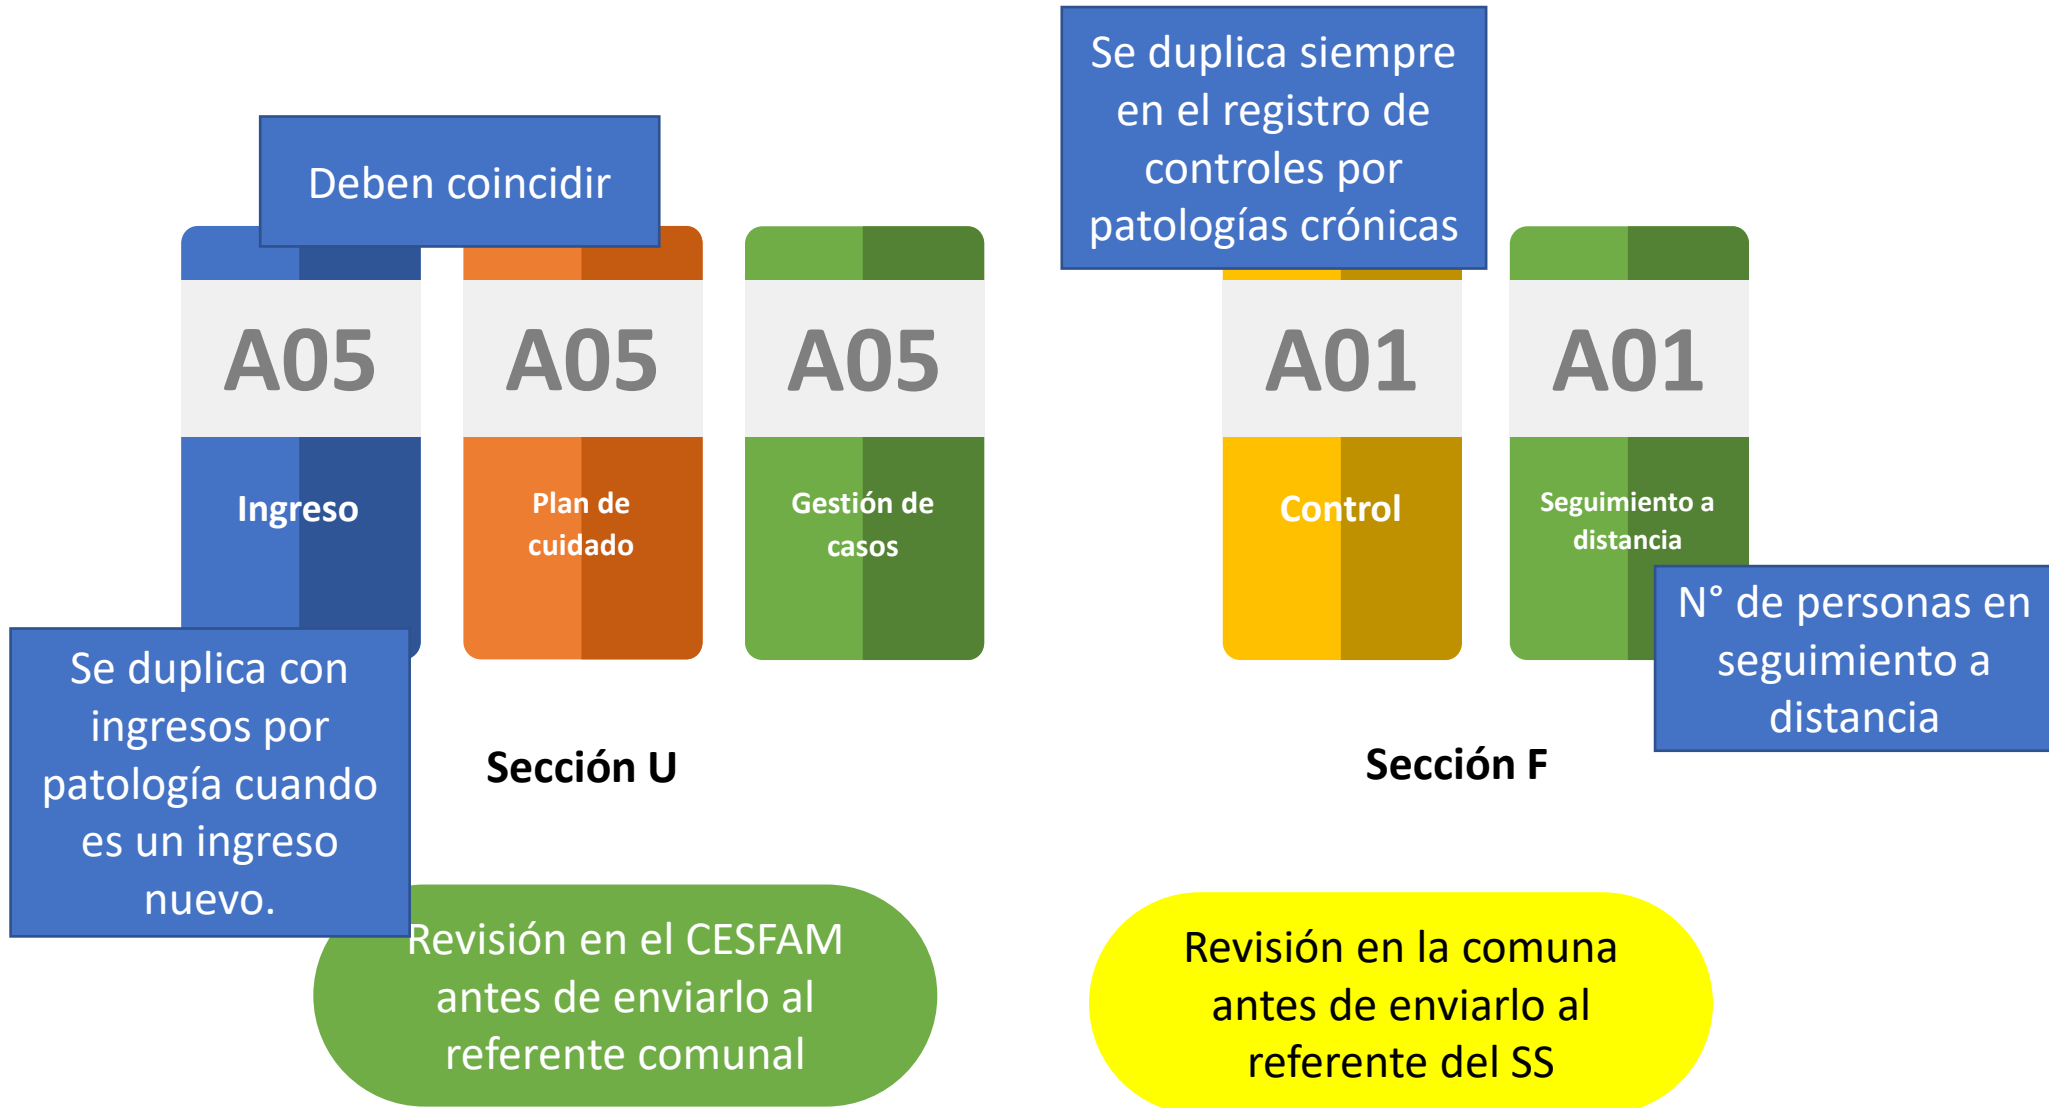 Se duplica siempre
en el registro de
controles por
patologías crónicas
Deben coincidir
A05
A05
A05
A01
A01
Ingreso
Plan de
cuidado
Gestión de
casos
Control
Seguimiento a
distancia
Se duplica con
ingresos por
patología cuando
es un ingreso
nuevo.
N° de personas en
seguimiento a
distancia
Sección U
Sección F
Revisión en el CESFAM
antes de enviarlo al
referente comunal
Revisión en la comuna
antes de enviarlo al
referente del SS